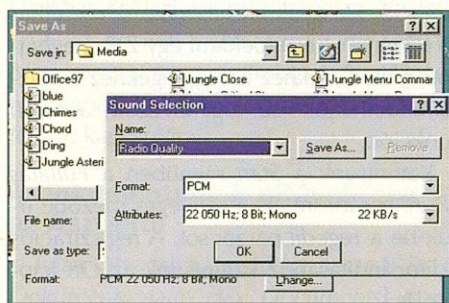 Save As
Save in: Media
Office97
blue
Chimes
Chord
Ding
Jungle Asteri
Jungle Close
Jungle Menu Commar
Sound Selection
Name:
Radio Quality
Save As...
Remove
Format: PCM
Attributes: 22 050 Hz; 8 Bit; Mono 22 KB/s
OK Cancel
File name:
Save as type:
Format: PCM 22 050 Hz; 8 Bit; Mono Change...